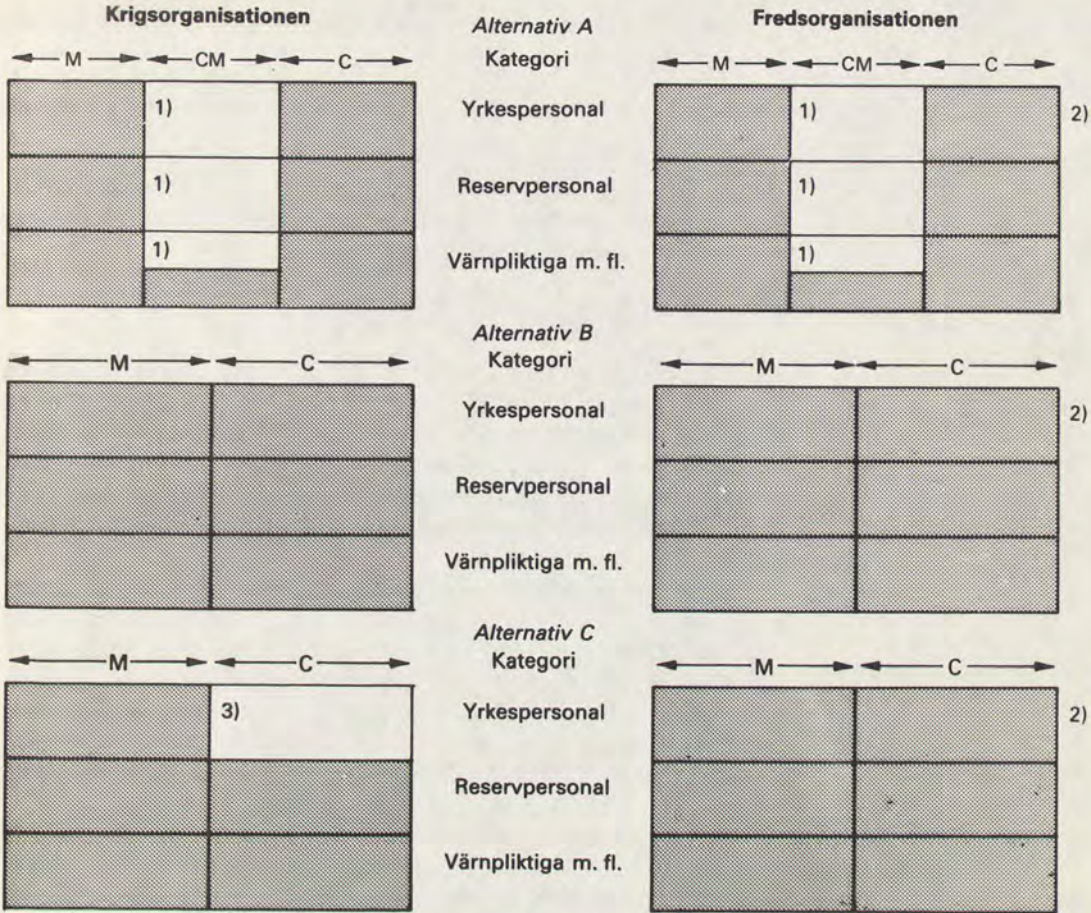 Krigsorganisationen
Alternativ A
Fredsorganisationen
M CM C
Kategori
M CM C
1)
Yrkespersonal
1)
2)
1)
Reservpersonal
1)
1)
Värnpliktiga m. fl.
1)
Alternativ B
M C
Kategori
M C
Yrkespersonal
2)
Reservpersonal
Värnpliktiga m. fl.
Alternativ C
M C
Kategori
M C
3)
Yrkespersonal
2)
Reservpersonal
Värnpliktiga m. fl.